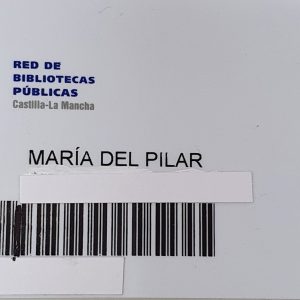 RED DE
BIBLIOTECAS
PÚBLICAS
Castilla-La Mancha
MARÍA DEL PILAR